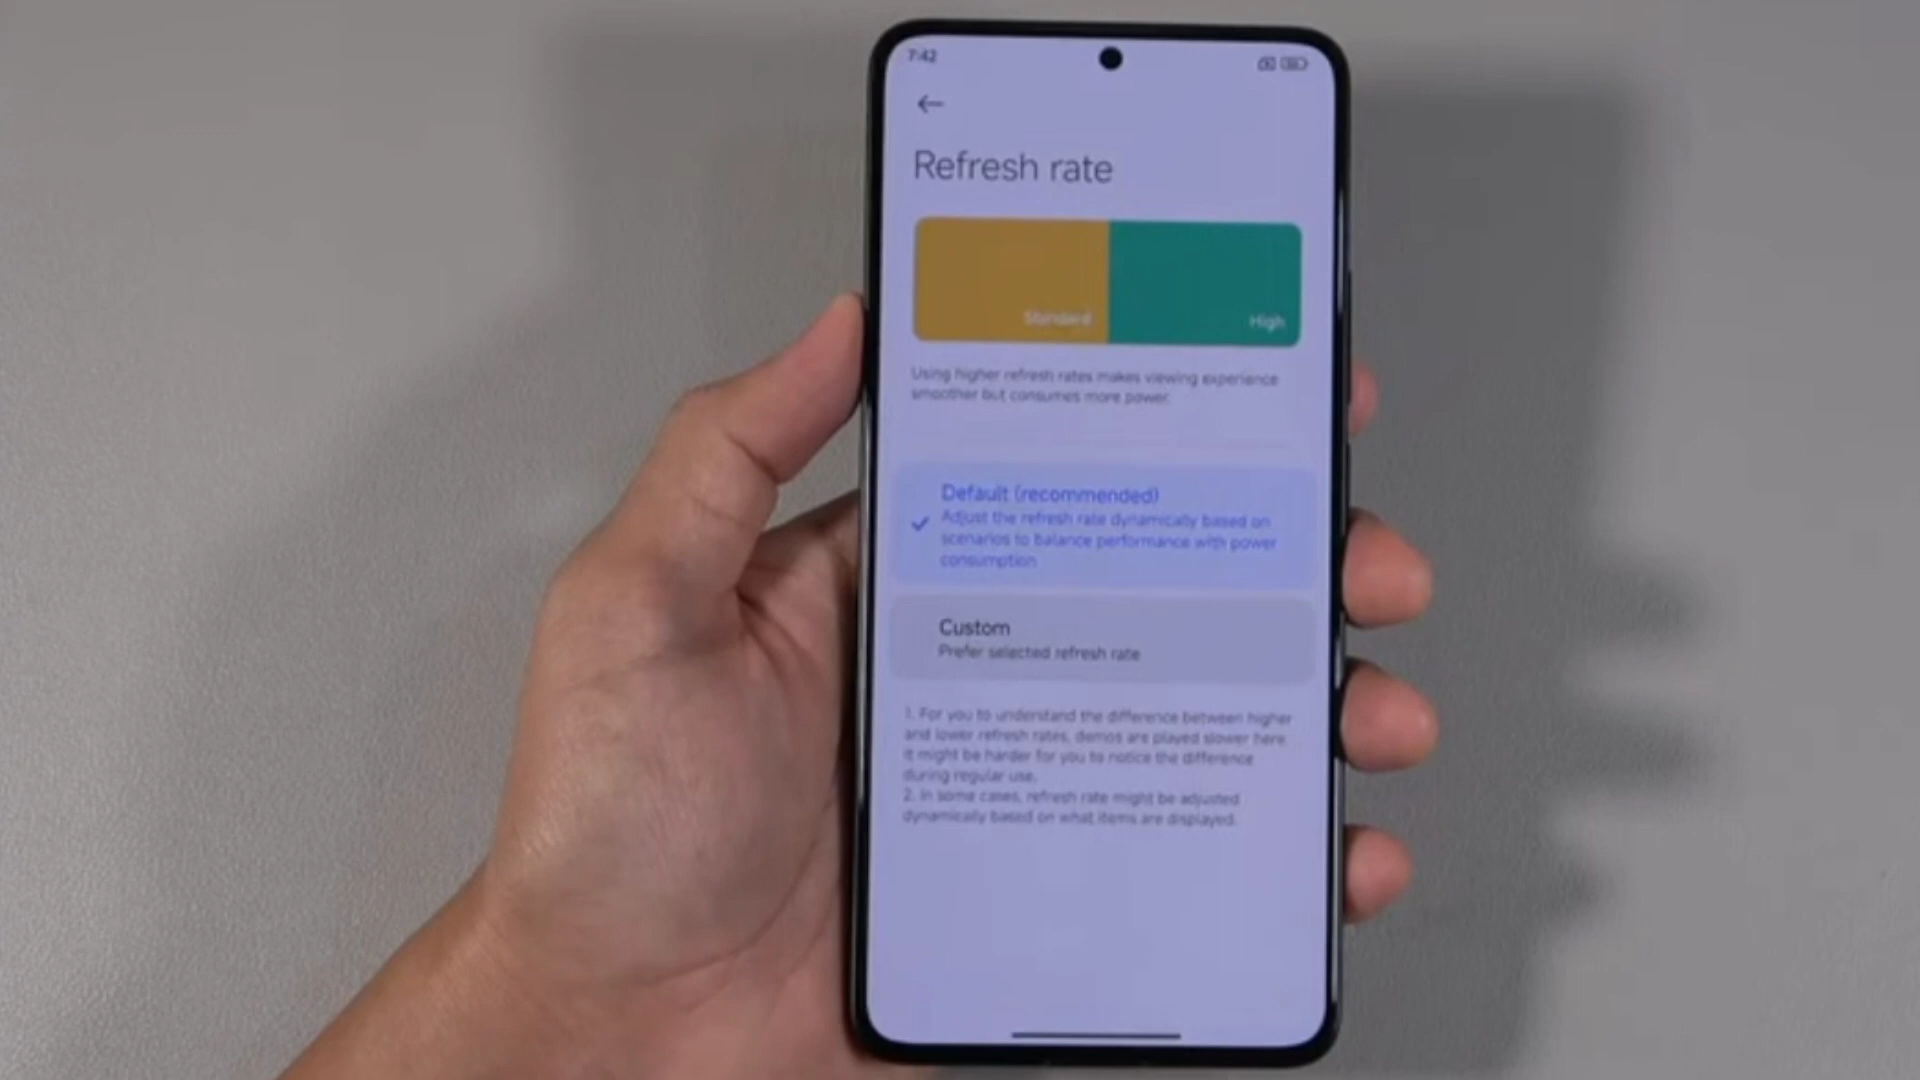 7:42
Refresh rate
Standard
High
Using higher refresh rates makes viewing experience
smoother but consumes more power.
Default (recommended)
Adjust the refresh rate dynamically based on
scenarios to balance performance with power
consumption
Custom
Prefer selected refresh rate
1. For you to understand the difference between higher
and lower refresh rates, demos are played slower here.
It might be harder for you to notice the difference
during regular use.
2. In some cases, refresh rate might be adjusted
dynamically based on what items are displayed.